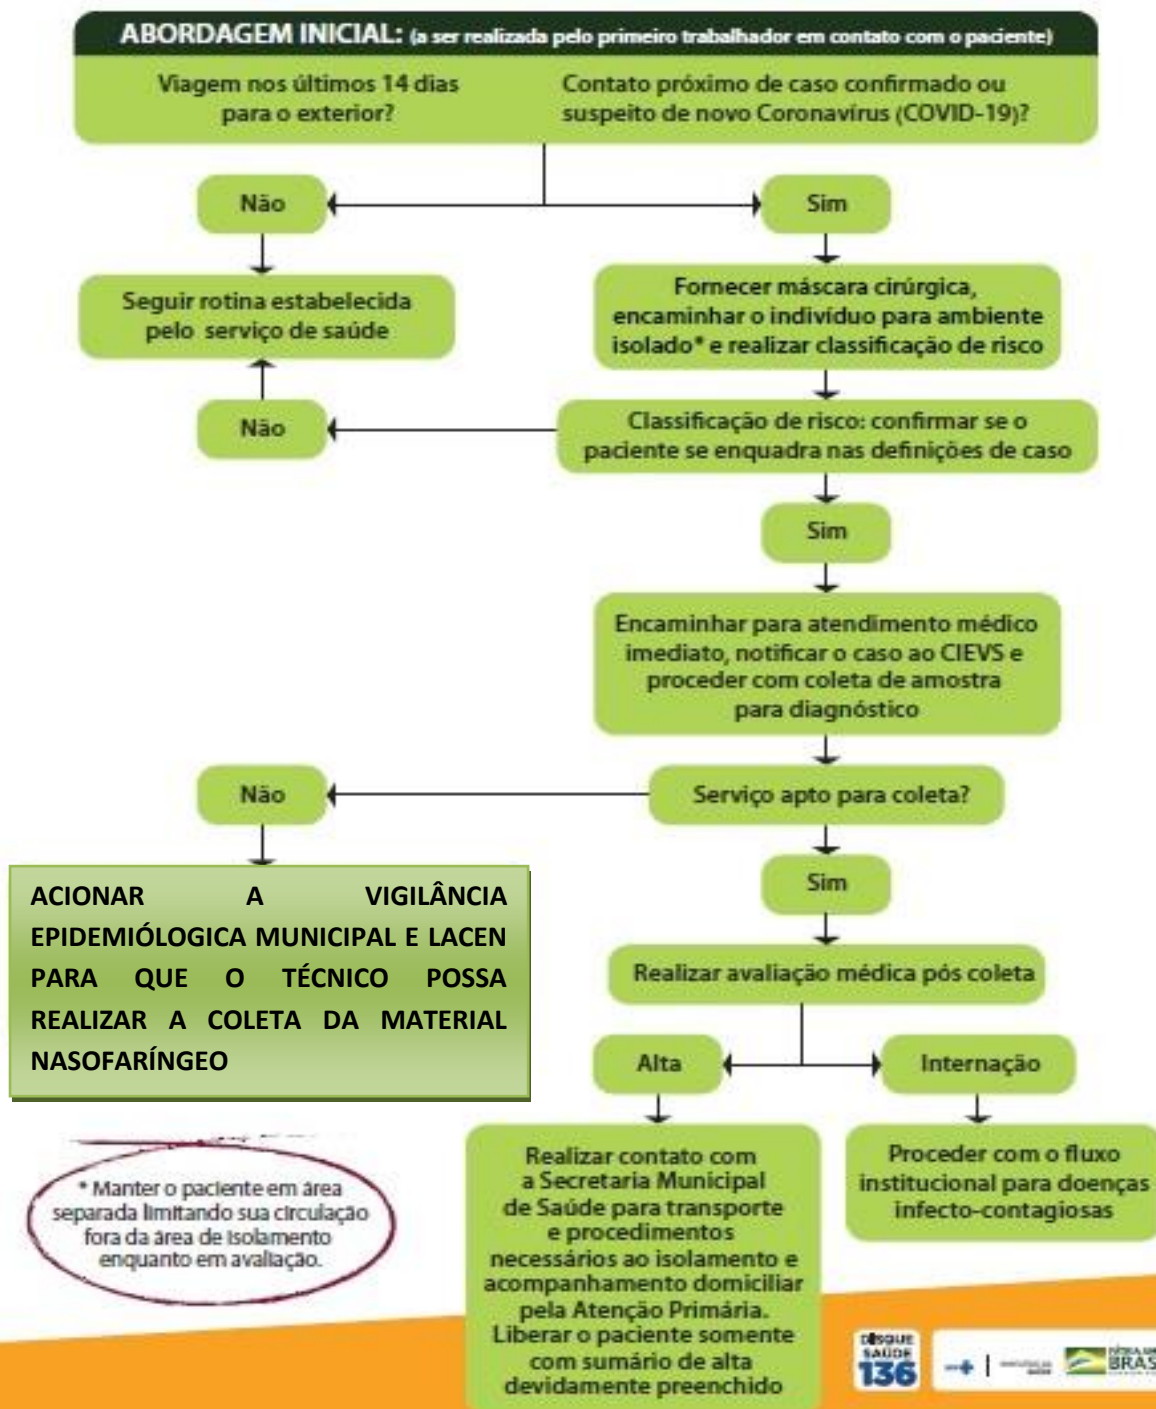 ABORDAGEM INICIAL: (a ser realizada pelo primeiro trabalhador em contato com o paciente)
Viagem nos últimos 14 dias
para o exterior?
Contato próximo de caso confirmado ou
suspeito de novo Coronavírus (COVID-19)?
Não
Sim
Seguir rotina estabelecida
pelo serviço de saúde
Fornecer máscara cirúrgica,
encaminhar o indivíduo para ambiente
isolado* e realizar classificação de risco
Não
Classificação de risco: confirmar se o
paciente se enquadra nas definições de caso
Sim
Encaminhar para atendimento médico
imediato, notificar o caso ao CIEVS e
proceder com coleta de amostra
para diagnóstico
Não
Serviço apto para coleta?
Sim
ACIONAR A VIGILÂNCIA
EPIDEMIÓLOGICA MUNICIPAL E LACEN
PARA QUE O TÉCNICO POSSA
REALIZAR A COLETA DA MATERIAL
NASOFARÍNGEO
Realizar avaliação médica pós coleta
Alta
Internação
* Manter o paciente em área
separada limitando sua circulação
fora da área de isolamento
enquanto em avaliação.
Realizar contato com
a Secretaria Municipal
de Saúde para transporte
e procedimentos
necessários ao isolamento e
acompanhamento domiciliar
pela Atenção Primária.
Liberar o paciente somente
com sumário de alta
devidamente preenchido
Proceder com o fluxo
institucional para doenças
infecto-contagiosas
DISQUE
SAÚDE
136
BRAS